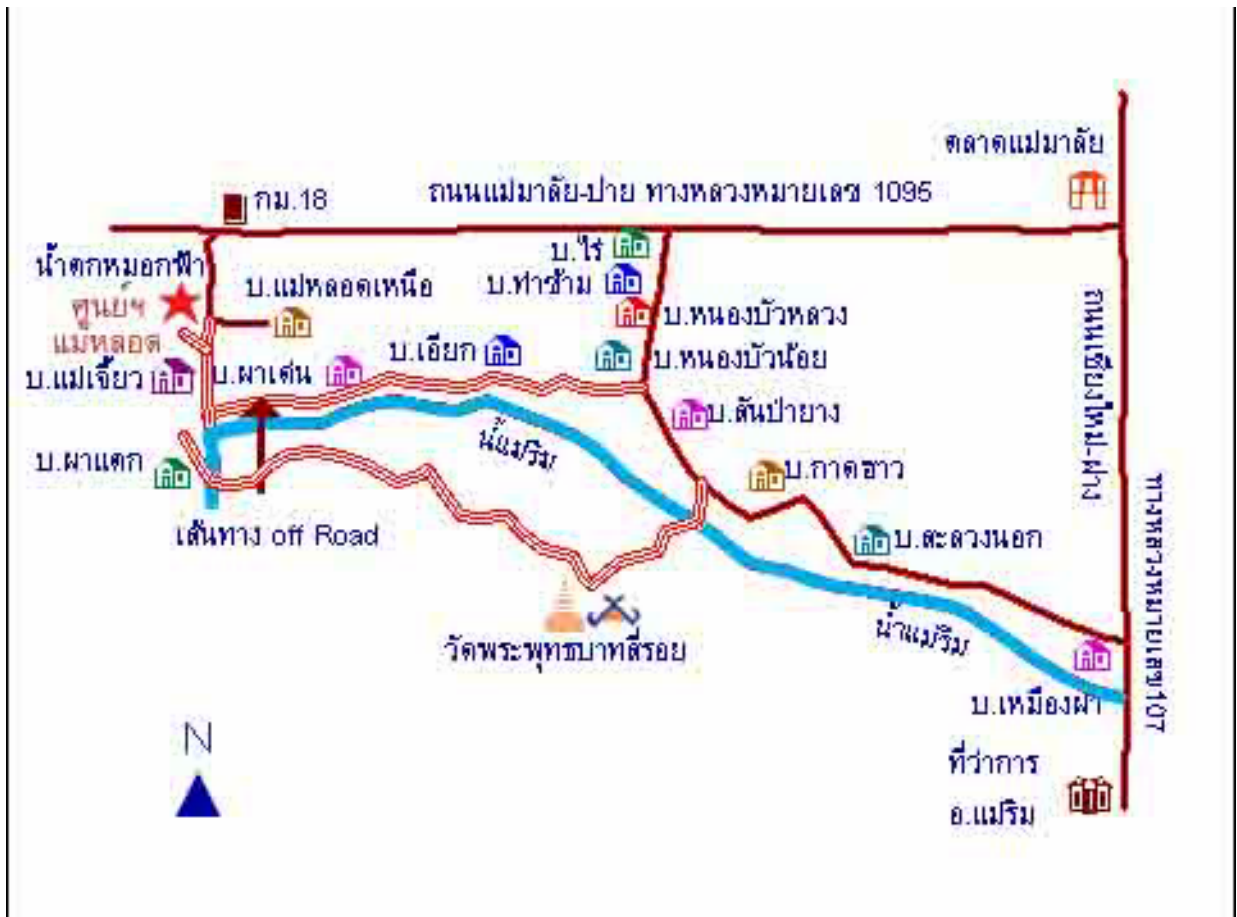 ตลาดแม่มาลัย
ถนนแม่มาลัย-ปาย ทางหลวงหมายเลข 1095
กม.18
น้ำตกหมอกฟ้า
ศูนย์ฯ
แม่หลอด
บ.แม่หลอดเหนือ
บ.ไร่
บ.ท่าข้าม
บ.หนองบัวหลวง
บ.หนองบัวน้อย
บ.เอียก
บ.ผาเด่น
บ.แม่เจี๊ยว
บ.สันป่ายาง
บ.ผาแตก
น้ำแม่ริม
บ.กาดฮาว
เส้นทาง off Road
บ.สะลวงนอก
ถนนเชียงใหม่-ฝาง
ทางหลวงหมายเลข107
น้ำแม่ริม
วัดพระพุทธบาทสี่รอย
บ.เหมืองผ่า
N
ที่ว่าการ
อ.แม่ริม